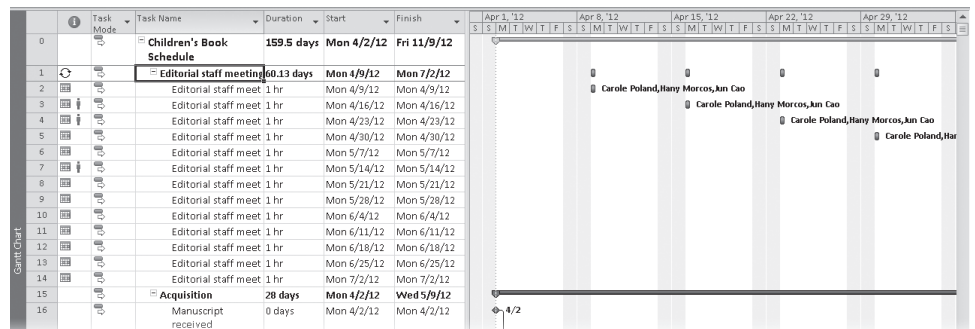 Task Mode Task Name Duration Start Finish Apr 1, '12 Apr 8, '12 Apr 15, '12 Apr 22, '12 Apr 29, '12
S S M T W T F S S M T W T F S S M T W T F S S M T W T F S S M T W T F S
0 Children's Book Schedule 159.5 days Mon 4/2/12 Fri 11/9/12
1 Editorial staff meeting 60.13 days Mon 4/9/12 Mon 7/2/12
2 Editorial staff meet 1 hr Mon 4/9/12 Mon 4/9/12 Carole Poland,Hany Morcos,Jun Cao
3 Editorial staff meet 1 hr Mon 4/16/12 Mon 4/16/12 Carole Poland,Hany Morcos,Jun Cao
4 Editorial staff meet 1 hr Mon 4/23/12 Mon 4/23/12 Carole Poland,Hany Morcos,Jun Cao
5 Editorial staff meet 1 hr Mon 4/30/12 Mon 4/30/12 Carole Poland,Har
6 Editorial staff meet 1 hr Mon 5/7/12 Mon 5/7/12
7 Editorial staff meet 1 hr Mon 5/14/12 Mon 5/14/12
8 Editorial staff meet 1 hr Mon 5/21/12 Mon 5/21/12
9 Editorial staff meet 1 hr Mon 5/28/12 Mon 5/28/12
10 Editorial staff meet 1 hr Mon 6/4/12 Mon 6/4/12
11 Editorial staff meet 1 hr Mon 6/11/12 Mon 6/11/12
12 Editorial staff meet 1 hr Mon 6/18/12 Mon 6/18/12
13 Editorial staff meet 1 hr Mon 6/25/12 Mon 6/25/12
14 Editorial staff meet 1 hr Mon 7/2/12 Mon 7/2/12
15 Acquisition 28 days Mon 4/2/12 Wed 5/9/12
16 Manuscript received 0 days Mon 4/2/12 Mon 4/2/12 4/2
Gantt Chart